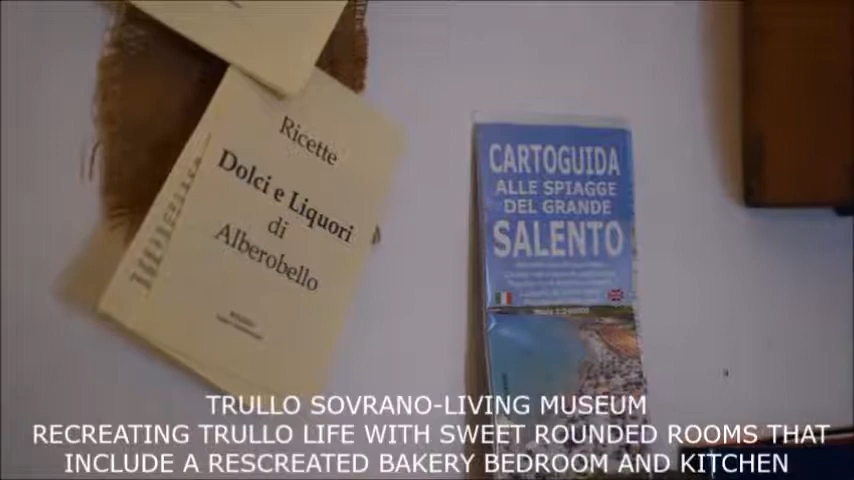 Ricette
Dolci e Liquori
di
Alberobello
CARTOGUIDA
ALLE SPIAGGE
DEL GRANDE
SALENTO
TRULLO SOVRANO-LIVING MUSEUM
RECREATING TRULLO LIFE WITH SWEET ROUNDED ROOMS THAT
INCLUDE A RESCREATED BAKERY BEDROOM AND KITCHEN